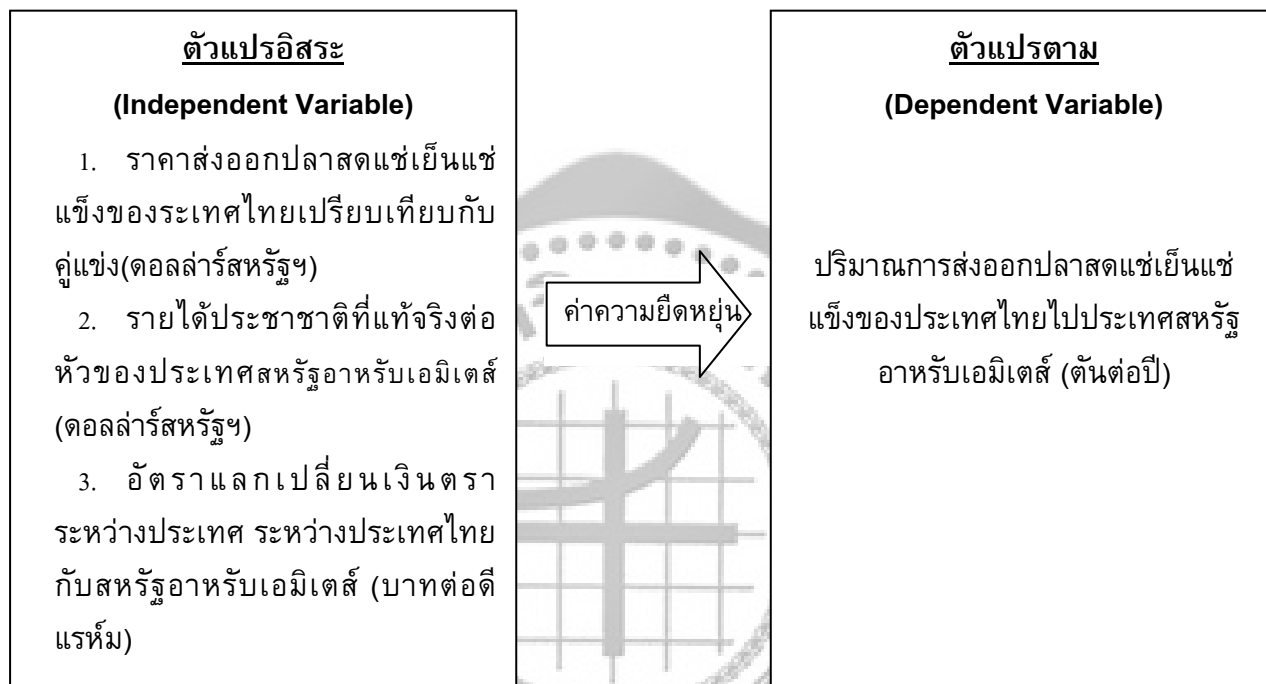 ตัวแปรอิสระ
(Independent Variable)
1. ราคาส่งออกปลาสดแช่เย็นแช่
แข็งของระเทศไทยเปรียบเทียบกับ
คู่แข่ง(ดอลล่าร์สหรัฐฯ)
2. รายได้ประชาชาติที่แท้จริงต่อ
หัวของประเทศสหรัฐอาหรับเอมิเตส์
(ดอลล่าร์สหรัฐฯ)
3. อัตราแลกเปลี่ยนเงินตรา
ระหว่างประเทศ ระหว่างประเทศไทย
กับสหรัฐอาหรับเอมิเตส์ (บาทต่อดี
แรห์ม)
ค่าความยืดหยุ่น
ตัวแปรตาม
(Dependent Variable)
ปริมาณการส่งออกปลาสดแช่เย็นแช่
แข็งของประเทศไทยไปประเทศสหรัฐ
อาหรับเอมิเตส์ (ตันต่อปี)